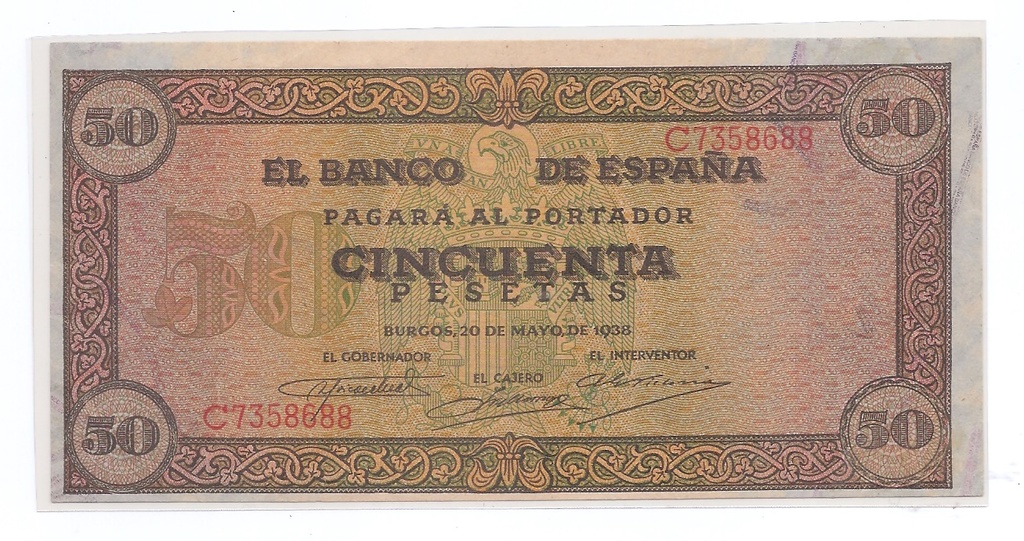 50 50
C7358688
VNA LIBRE
EL BANCO DE ESPAÑA
PAGARÁ AL PORTADOR
50
CINCUENTA
PESETAS
BURGOS, 20 DE MAYO, DE 1938
EL GOBERNADOR EL INTERVENTOR
EL CAJERO
C7358688
50 50